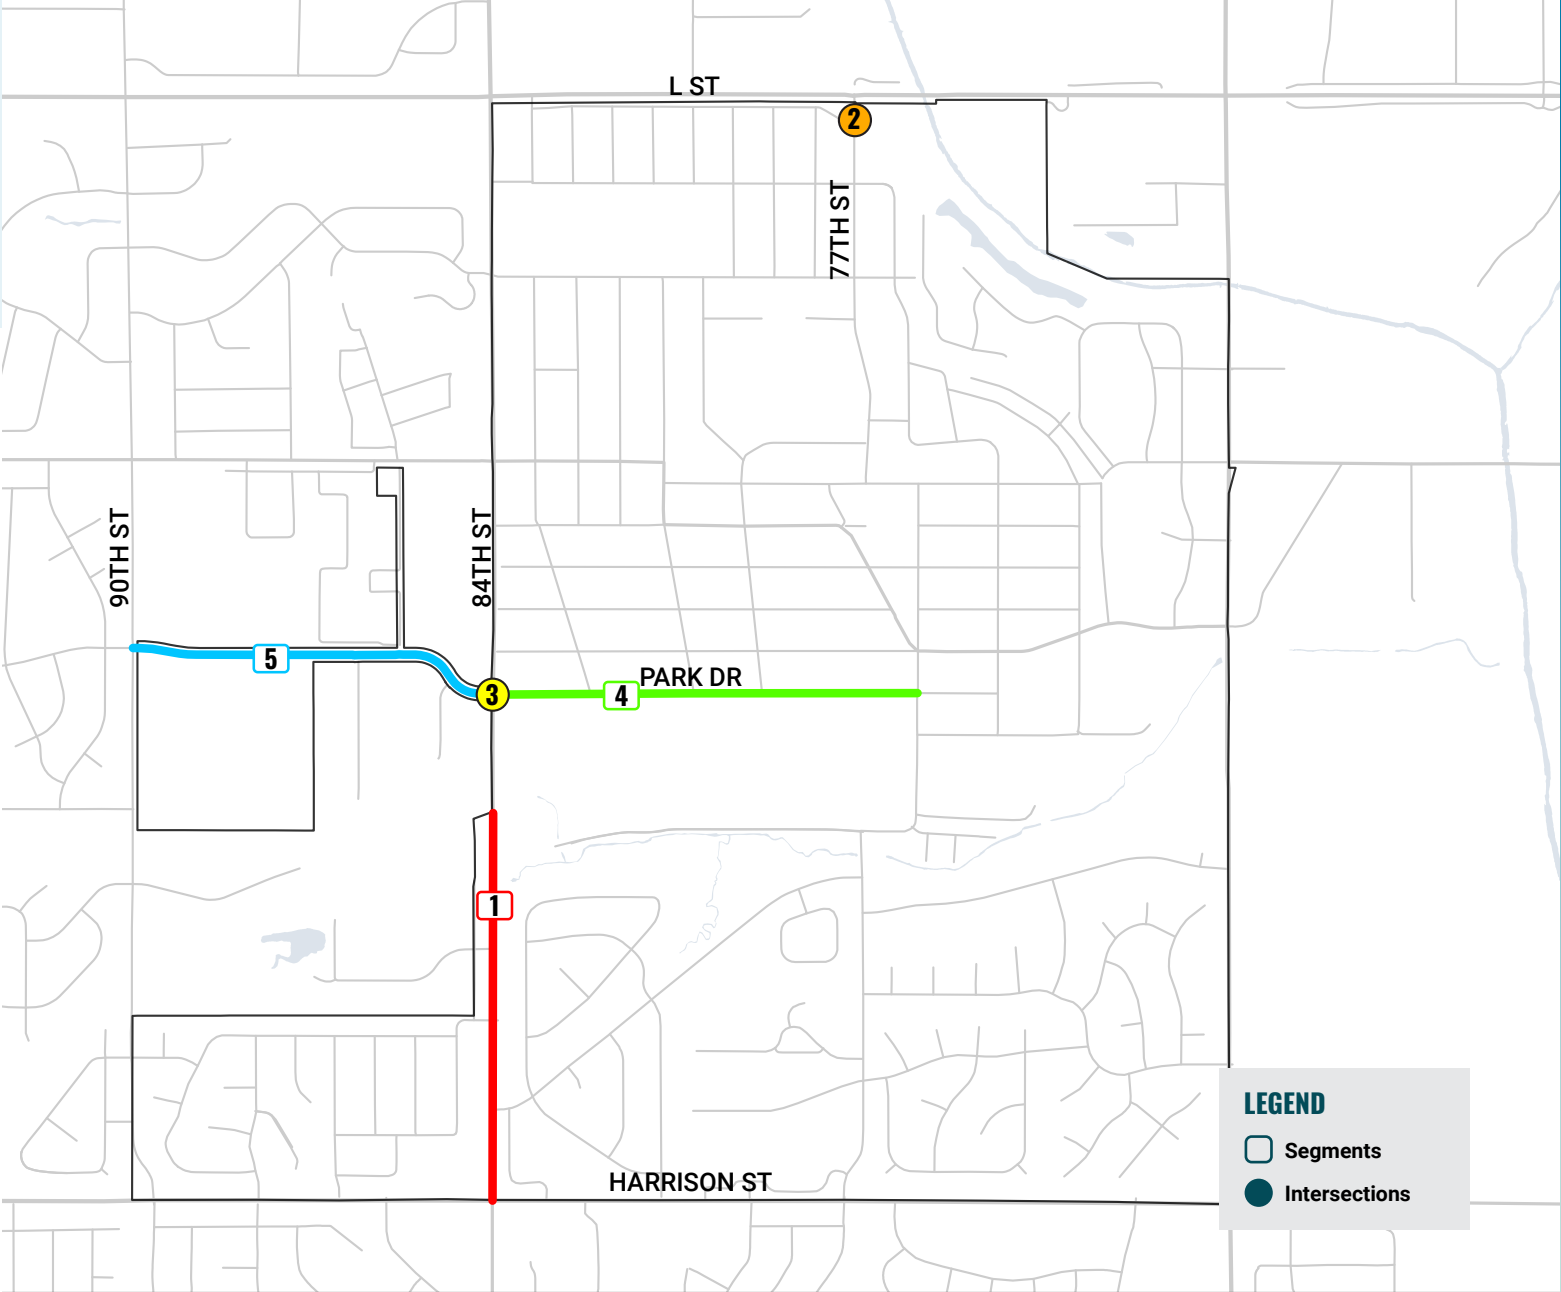 L ST
2
77TH ST
90TH ST
84TH ST
5
3
4
PARK DR
1
HARRISON ST
LEGEND
Segments
Intersections